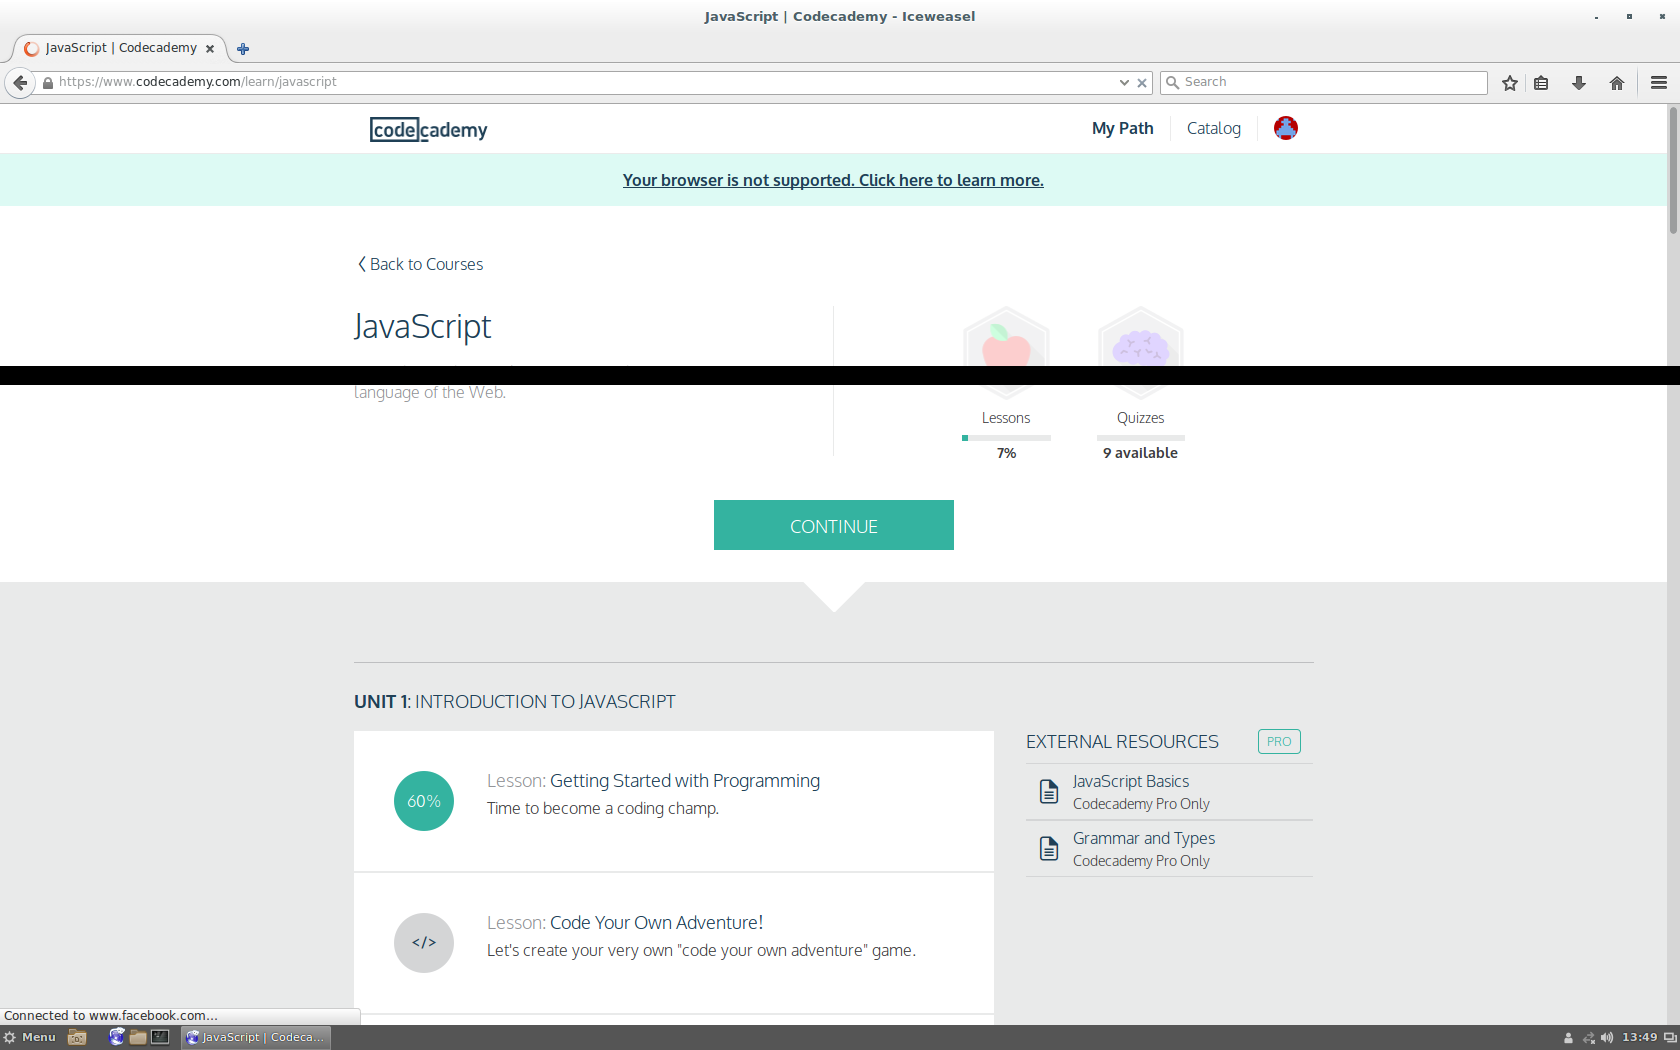 JavaScript | Codecademy - Iceweasel
JavaScript | Codecademy
https://www.codecademy.com/learn/javascript
Search
codecademy
My Path
Catalog
Your browser is not supported. Click here to learn more.
Back to Courses
JavaScript
language of the Web.
Lessons
Quizzes
7%
9 available
CONTINUE
UNIT 1: INTRODUCTION TO JAVASCRIPT
60%
Lesson: Getting Started with Programming
Time to become a coding champ.
</>
Lesson: Code Your Own Adventure!
Let's create your very own "code your own adventure" game.
EXTERNAL RESOURCES
PRO
JavaScript Basics
Codecademy Pro Only
Grammar and Types
Codecademy Pro Only
Connected to www.facebook.com...
Menu
JavaScript | Codeca...
13:49